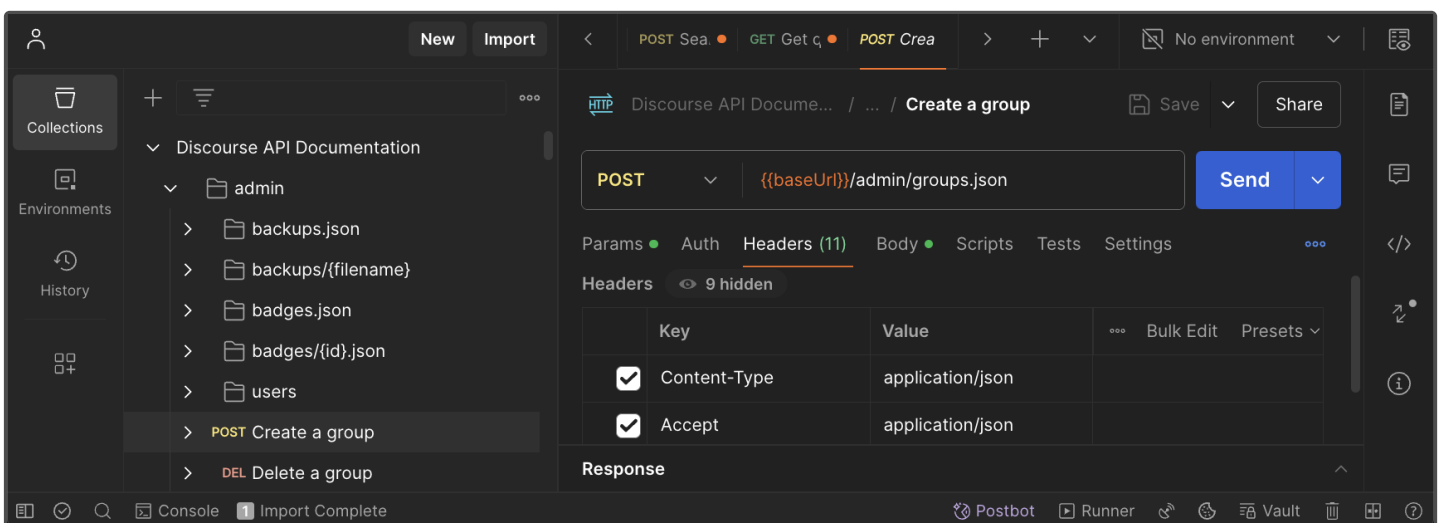 New Import
POST Sea. GET Get q POST Crea No environment
Collections
Environments
History
Discourse API Documentation
admin
backups.json
backups/{filename}
badges.json
badges/{id}.json
users
POST Create a group
DEL Delete a group
HTTP Discourse API Docume... / ... / Create a group Save Share
POST {{baseUrl}}/admin/groups.json Send
Params Auth Headers (11) Body Scripts Tests Settings
Headers 9 hidden
Key Value Bulk Edit Presets
Content-Type application/json
Accept application/json
Response
Console 1 Import Complete Postbot Runner Vault